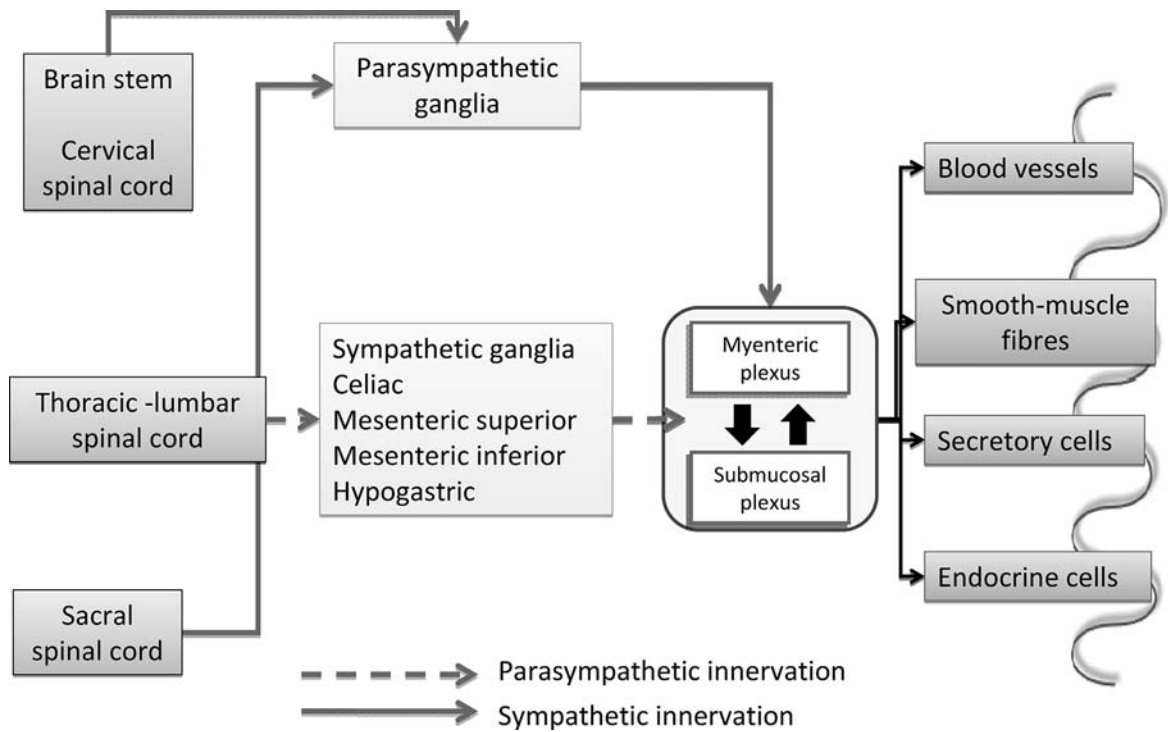 Brain stem
Cervical
spinal cord
Parasympathetic
ganglia
Thoracic -lumbar
spinal cord
Sympathetic ganglia
Celiac
Mesenteric superior
Mesenteric inferior
Hypogastric
Sacral
spinal cord
Myenteric
plexus
Submucosal
plexus
Blood vessels
Smooth-muscle
fibres
Secretory cells
Endocrine cells
Parasympathetic innervation
Sympathetic innervation